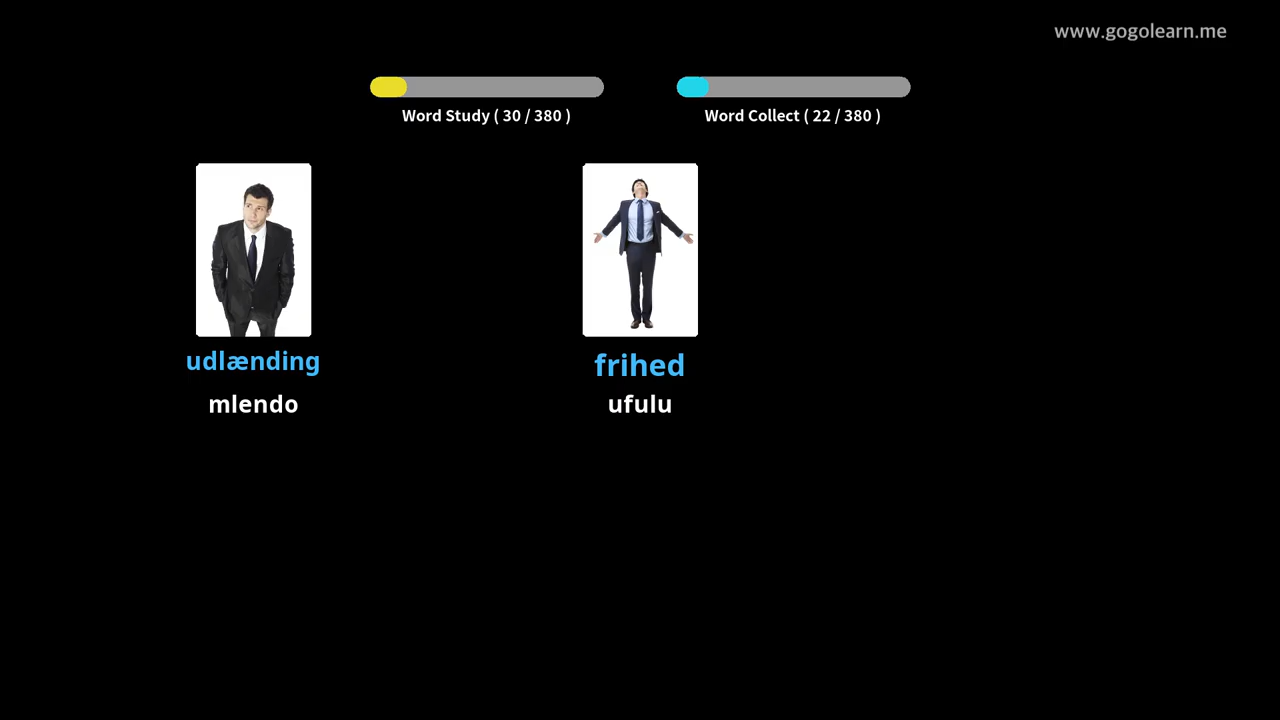 www.gogolearn.me
Word Study ( 30 / 380 )
Word Collect ( 22 / 380 )
udlænding
mlendo
frihed
ufulu